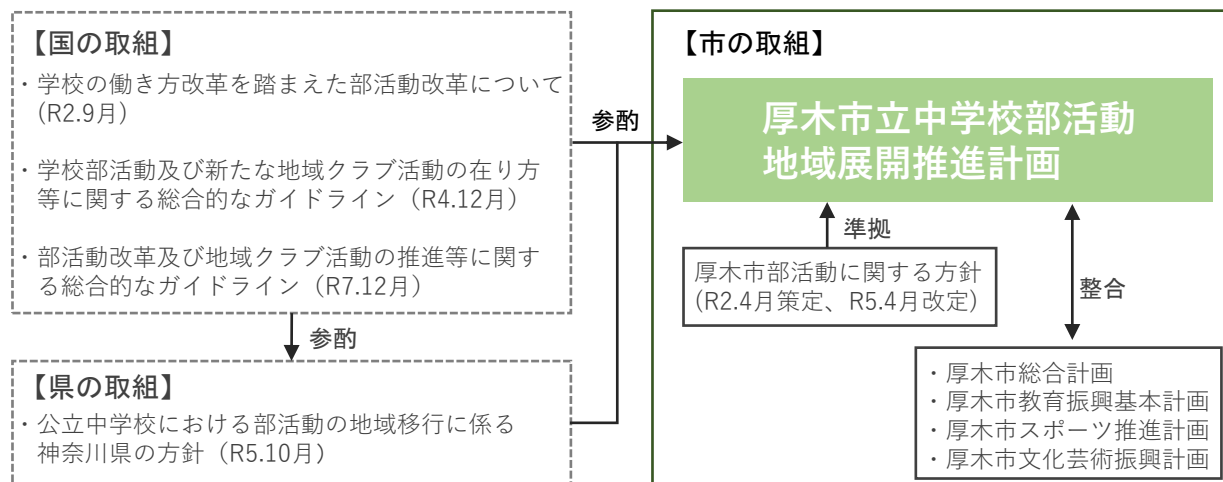 【国の取組】
・学校の働き方改革を踏まえた部活動改革について
(R2.9月)
・学校部活動及び新たな地域クラブ活動の在り方
等に関する総合的なガイドライン（R4.12月）
・部活動改革及び地域クラブ活動の推進等に関す
る総合的なガイドライン（R7.12月）
参酌
【県の取組】
・公立中学校における部活動の地域移行に係る
神奈川県の方針（R5.10月）
参酌
【市の取組】
厚木市立中学校部活動
地域展開推進計画
準拠
厚木市部活動に関する方針
(R2.4月策定、R5.4月改定)
整合
・厚木市総合計画
・厚木市教育振興基本計画
・厚木市スポーツ推進計画
・厚木市文化芸術振興計画